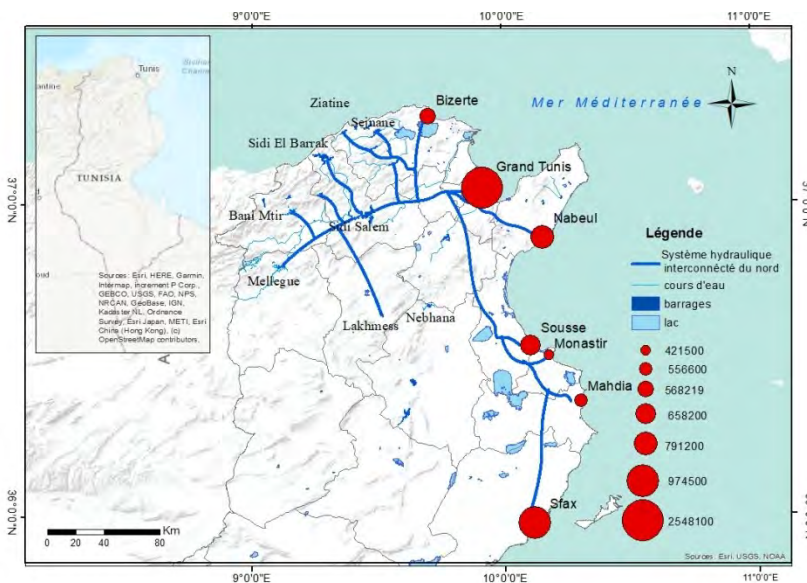 9°0'0"E
10°0'0"E
11°0'0"E
Tunis
TUNISIA
Sources: Esri, HERE, Garmin,
Intermap, increment P Corp.,
GEBCO, USGS, FAO, NPS,
NRCAN, GeoBase, IGN,
Kadaster NL, Ordnance
Survey, Esri Japan, METI, Esri
China (Hong Kong), (c)
OpenStreetMap contributors,
N
Mer Méditerranée
Bizerte
Ziatine
Sejnane
Sidi El Barrak
Grand Tunis
37°0'0"N
Bani Mtir
Sidi Salem
Nabeul
Mellegue
Lakhmess
Nebhana
Sousse
Monastir
Mahdia
Sfax
36°0'0"N
Légende
Système hydraulique
interconnécté du nord
cours d'eau
barrages
lac
421500
556600
568219
658200
791200
974500
2548100
Km
0 20 40 80
Sources: Esri, USGS, NOAA
9°0'0"E
10°0'0"E
11°0'0"E